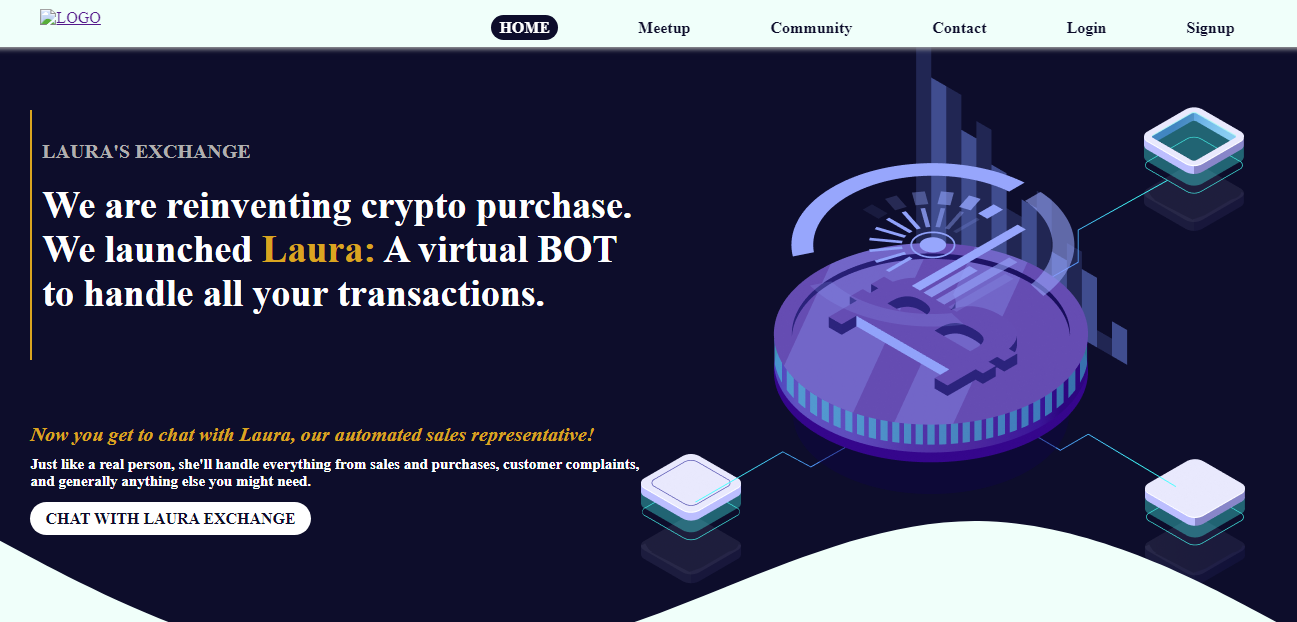 LOGO
HOME Meetup Community Contact Login Signup
LAURA'S EXCHANGE
We are reinventing crypto purchase.
We launched Laura: A virtual BOT
to handle all your transactions.
Now you get to chat with Laura, our automated sales representative!
Just like a real person, she'll handle everything from sales and purchases, customer complaints,
and generally anything else you might need.
CHAT WITH LAURA EXCHANGE